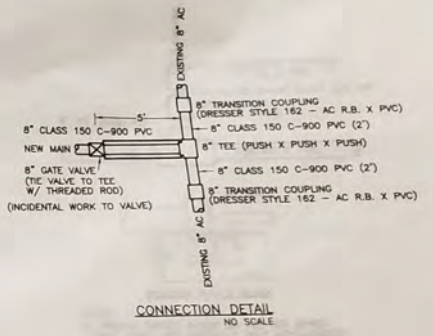 EXISTING 8" AC
8" TRANSITION COUPLING
(DRESSER STYLE 162 - AC R.B. X PVC)
5'
8" CLASS 150 C-900 PVC
8" CLASS 150 C-900 PVC (2')
NEW MAIN
8" TEE (PUSH X PUSH X PUSH)
8" GATE VALVE
(TIE VALVE TO TEE
W/ THREADED ROD)
(INCIDENTAL WORK TO VALVE)
8" CLASS 150 C-900 PVC (2')
8" TRANSITION COUPLING
(DRESSER STYLE 162 - AC R.B. X PVC)
EXISTING 8" AC
CONNECTION DETAIL
NO SCALE